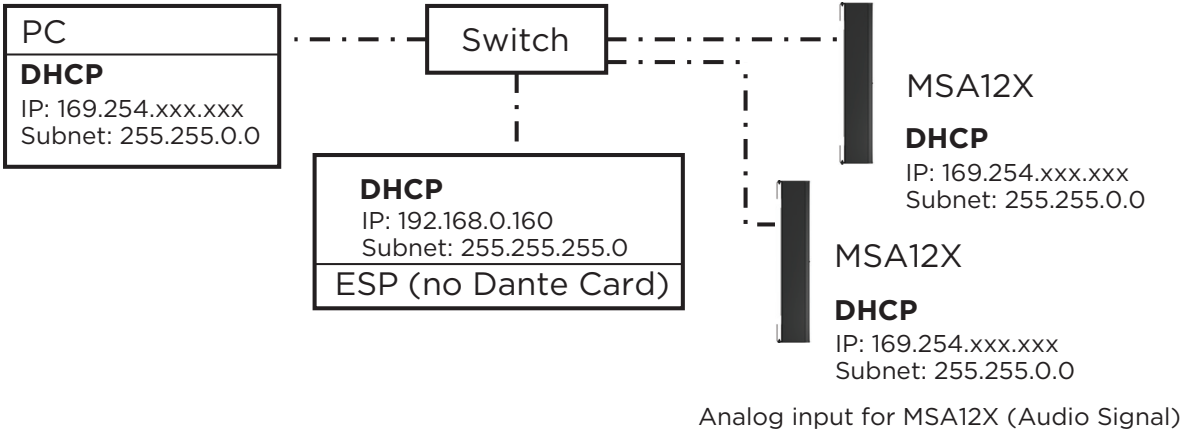 PC
DHCP
IP: 169.254.xxx.xxx
Subnet: 255.255.0.0
Switch
DHCP
IP: 192.168.0.160
Subnet: 255.255.255.0
ESP (no Dante Card)
MSA12X
DHCP
IP: 169.254.xxx.xxx
Subnet: 255.255.0.0
MSA12X
DHCP
IP: 169.254.xxx.xxx
Subnet: 255.255.0.0
Analog input for MSA12X (Audio Signal)